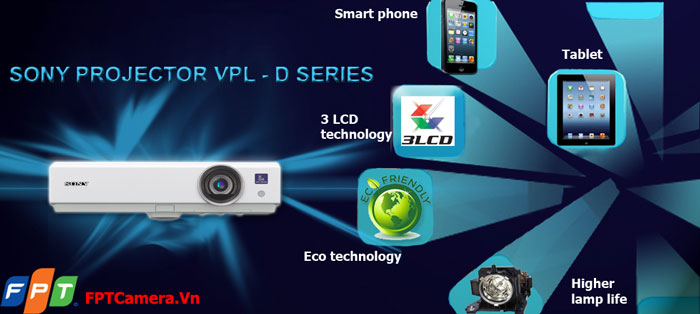 Smart phone
SONY PROJECTOR VPL - D SERIES
Tablet
3 LCD
technology
3LCD
SONY
ECO FRIENDLY
Eco technology
Higher
lamp life
FPT
FPTCamera.Vn